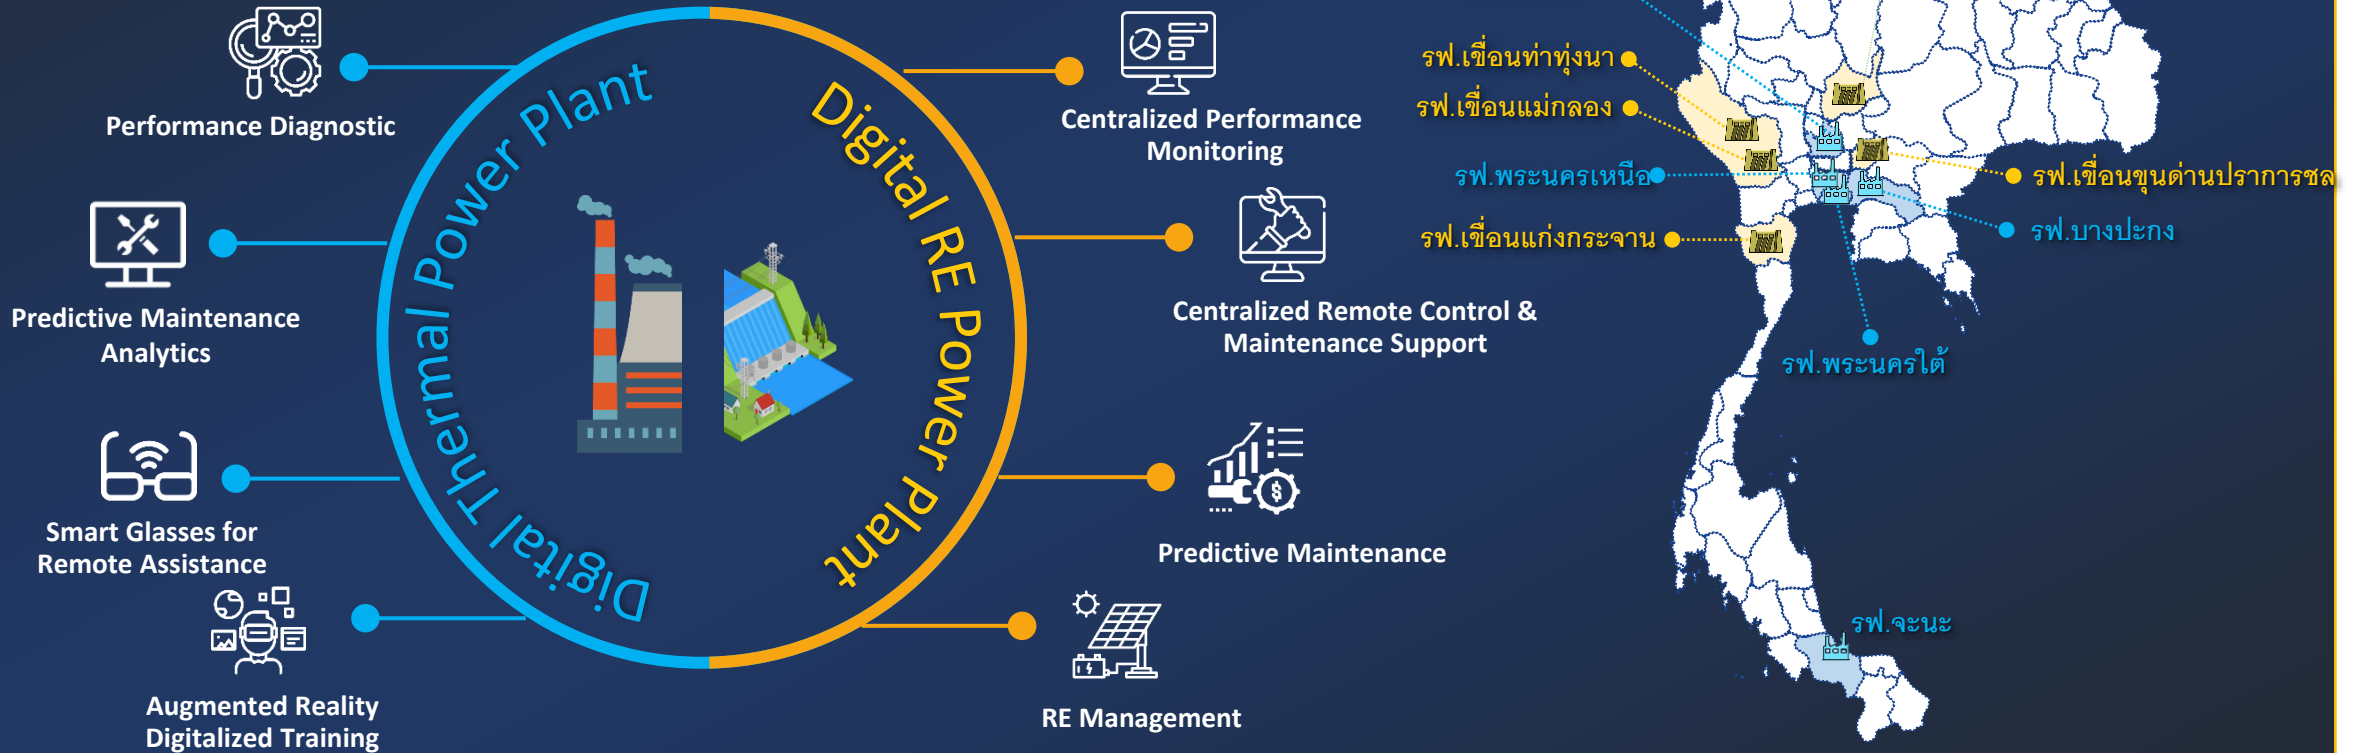 Performance Diagnostic
Predictive Maintenance
Analytics
Smart Glasses for
Remote Assistance
Augmented Reality
Digitalized Training
Digital Thermal Power Plant
Digital RE Power Plant
Centralized Performance
Monitoring
Centralized Remote Control &
Maintenance Support
Predictive Maintenance
RE Management
รฟ.เขื่อนท่าทุ่งนา
รฟ.เขื่อนแม่กลอง
รฟ.พระนครเหนือ
รฟ.เขื่อนแก่งกระจาน
รฟ.เขื่อนขุนด่านปราการชล
รฟ.บางปะกง
รฟ.พระนครใต้
รฟ.จะนะ